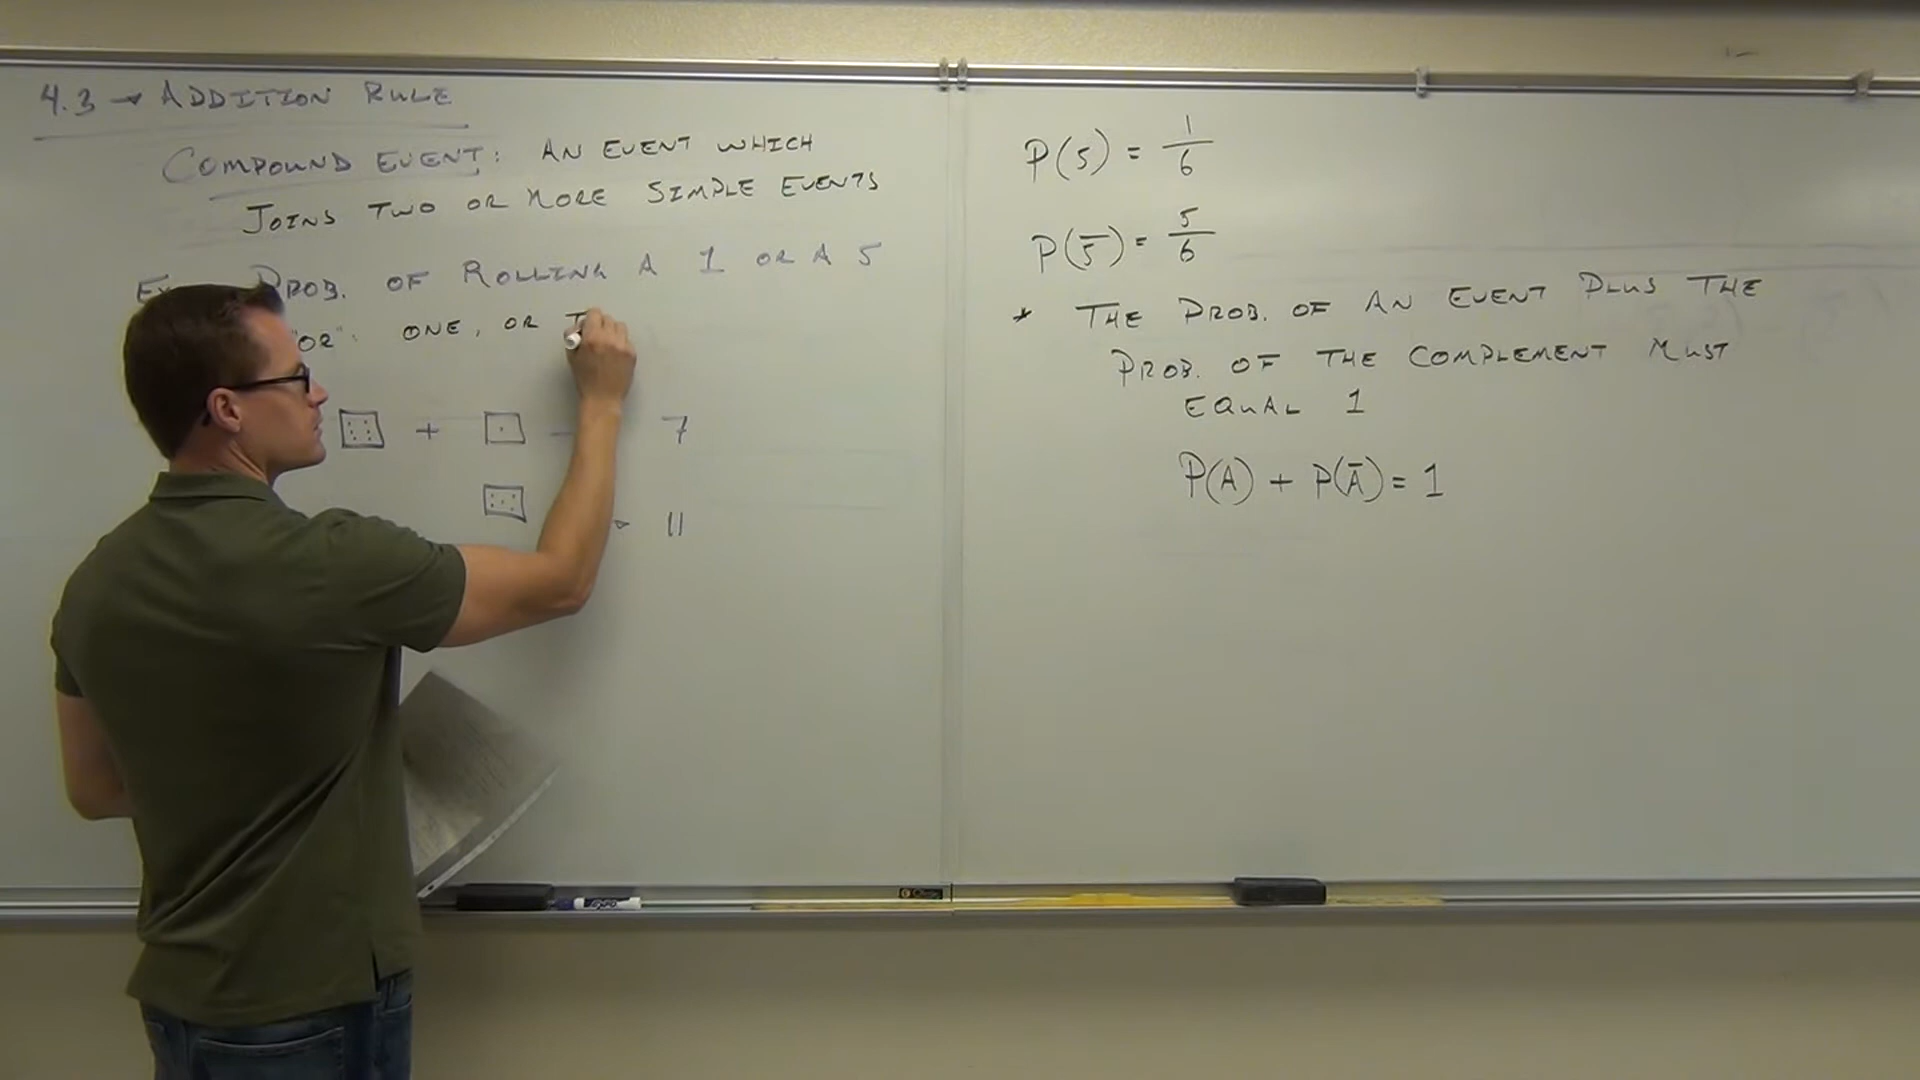 4.3 → ADDITION RULE
COMPOUND EVENT: AN EVENT WHICH
JOINS TWO OR MORE SIMPLE EVENTS
PROB. OF ROLLING A 1 OR A 5
"OR": ONE, OR T
+ 7
11
P(5) = 1/6
P(5̅) = 5/6
* THE PROB. OF AN EVENT PLUS THE
PROB. OF THE COMPLEMENT MUST
EQUAL 1
P(A) + P(A̅) = 1
EXPO